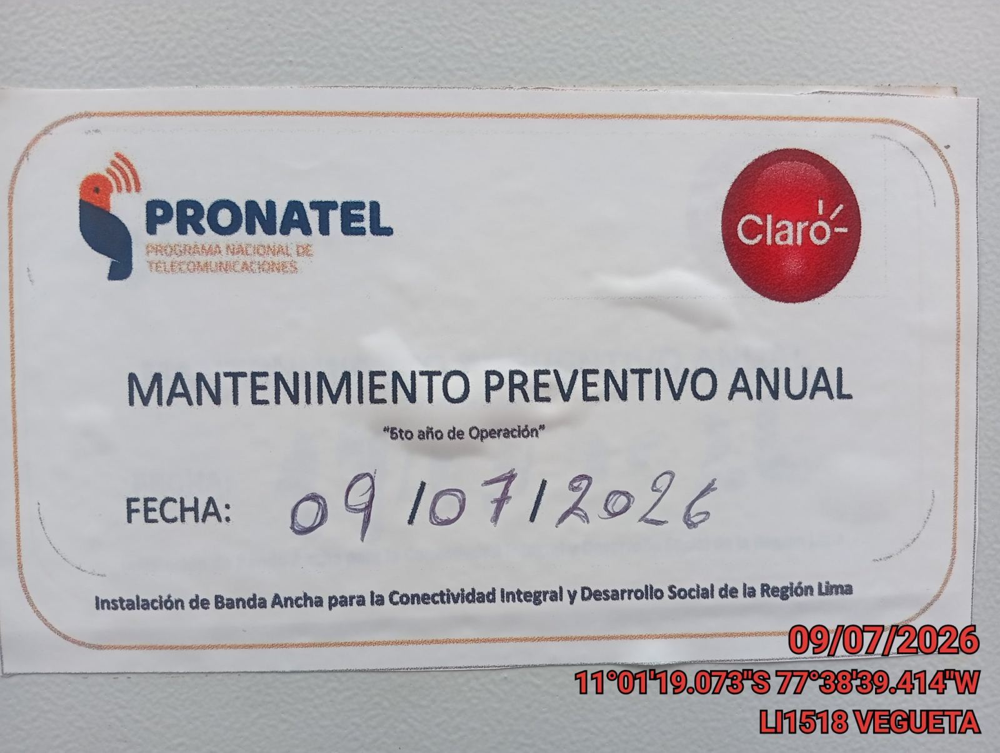 PRONATEL
PROGRAMA NACIONAL DE
TELECOMUNICACIONES
Claro
MANTENIMIENTO PREVENTIVO ANUAL
"6to año de Operación"
FECHA: 09/07/2026
Instalación de Banda Ancha para la Conectividad Integral y Desarrollo Social de la Región Lima
09/07/2026
11°01'19.073"S 77°38'39.414"W
LI1518 VEGUETA